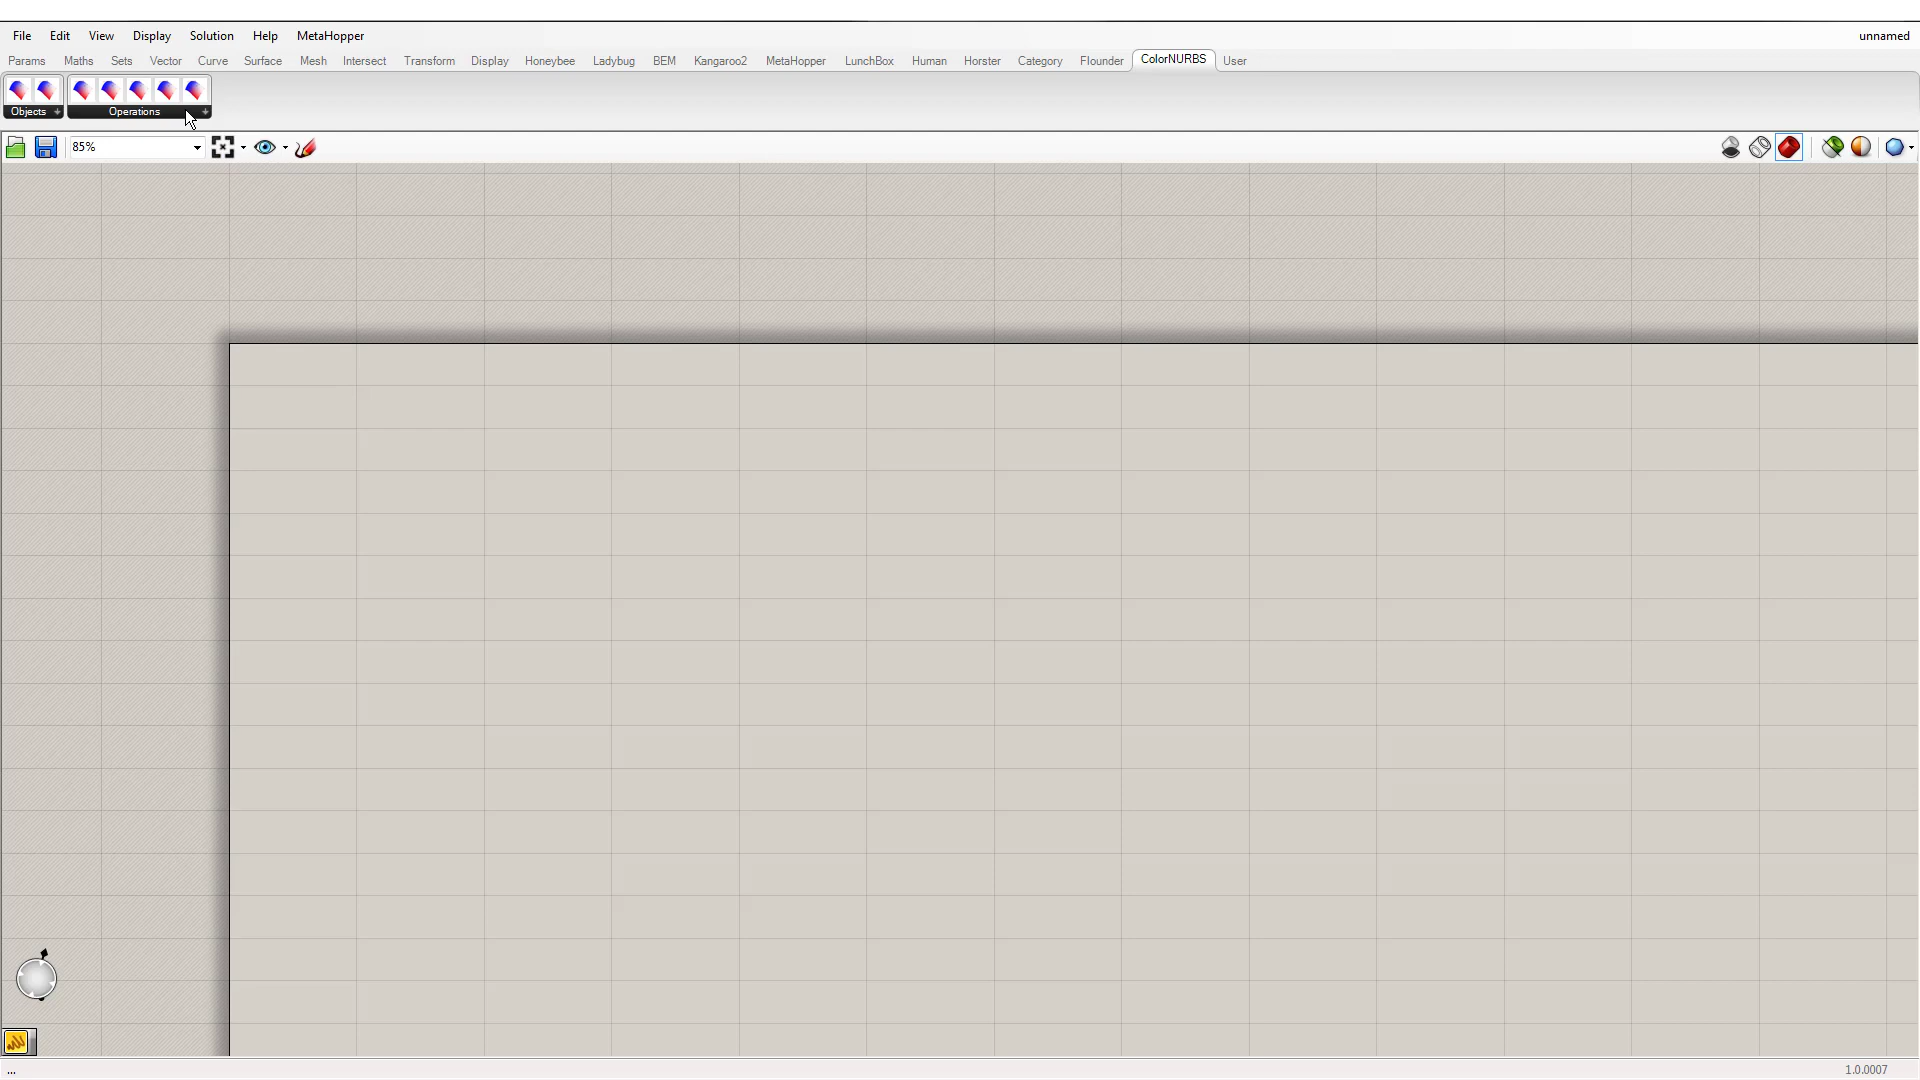 File Edit View Display Solution Help MetaHopper unnamed
Params Maths Sets Vector Curve Surface Mesh Intersect Transform Display Honeybee Ladybug BEM Kangaroo2 MetaHopper LunchBox Human Horster Category Flounder ColorNURBS User
Objects + Operations +
85%
... 1.0.0007